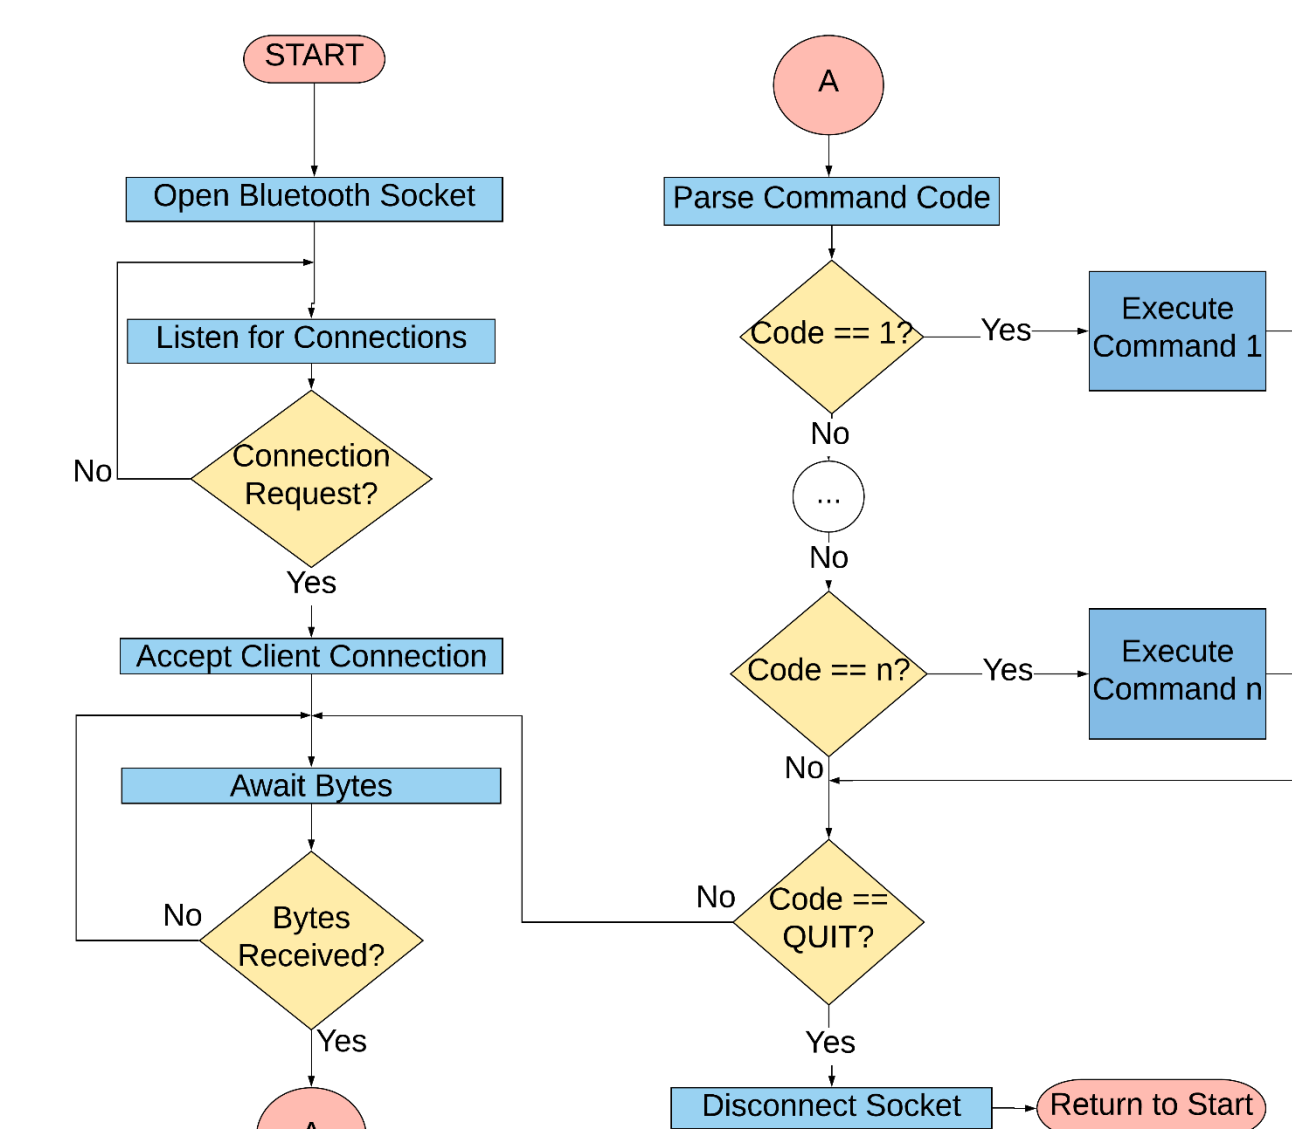 START
Open Bluetooth Socket
Listen for Connections
Connection
Request?
No
Yes
Accept Client Connection
Await Bytes
Bytes
Received?
No
Yes
A
A
Parse Command Code
Code == 1?
Yes
Execute
Command 1
No
...
No
Code == n?
Yes
Execute
Command n
No
Code ==
QUIT?
No
Yes
Disconnect Socket
Return to Start